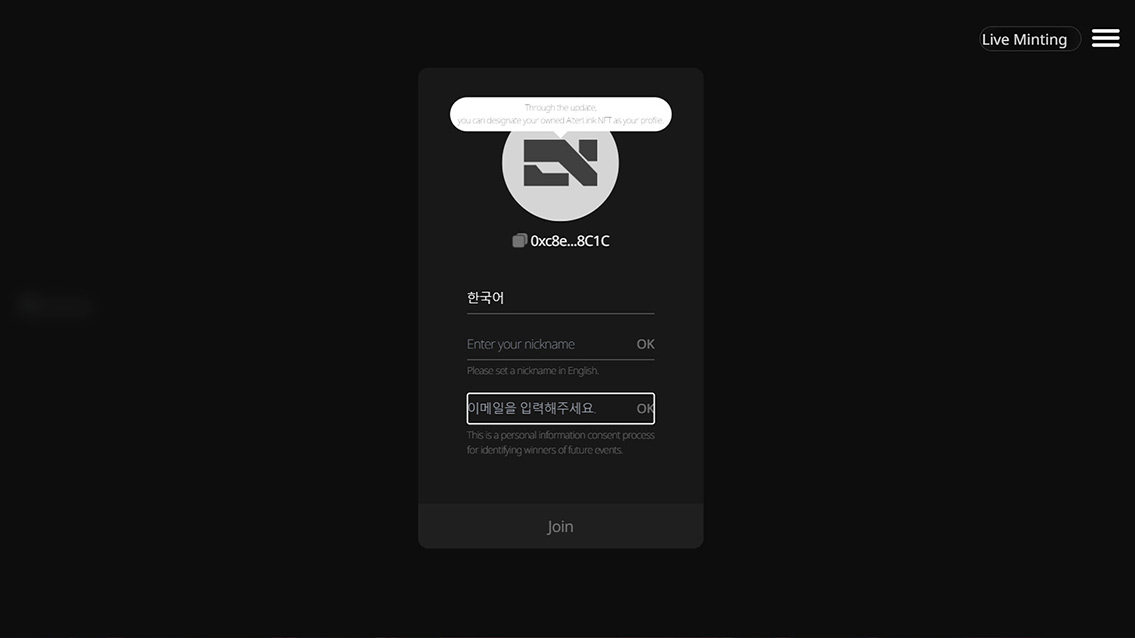 Live Minting
Through the update,
you can designate your owned AterLink NFT as your profile.
0xc8e...8C1C
한국어
Enter your nickname OK
Please set a nickname in English.
이메일을 입력해주세요. OK
This is a personal information consent process
for identifying winners of future events.
Join